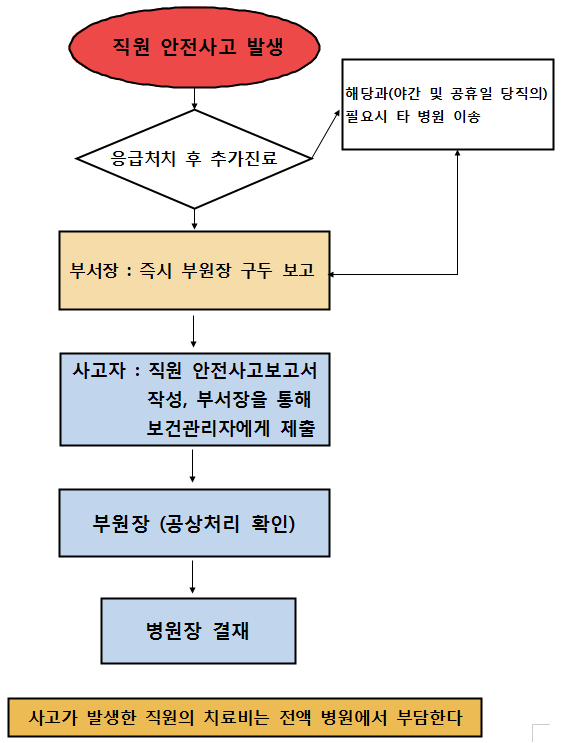 직원 안전사고 발생
해당과(야간 및 공휴일 당직의)
필요시 타 병원 이송
응급처치 후 추가진료
부서장 : 즉시 부원장 구두 보고
사고자 : 직원 안전사고보고서
작성, 부서장을 통해
보건관리자에게 제출
부원장 (공상처리 확인)
병원장 결재
사고가 발생한 직원의 치료비는 전액 병원에서 부담한다